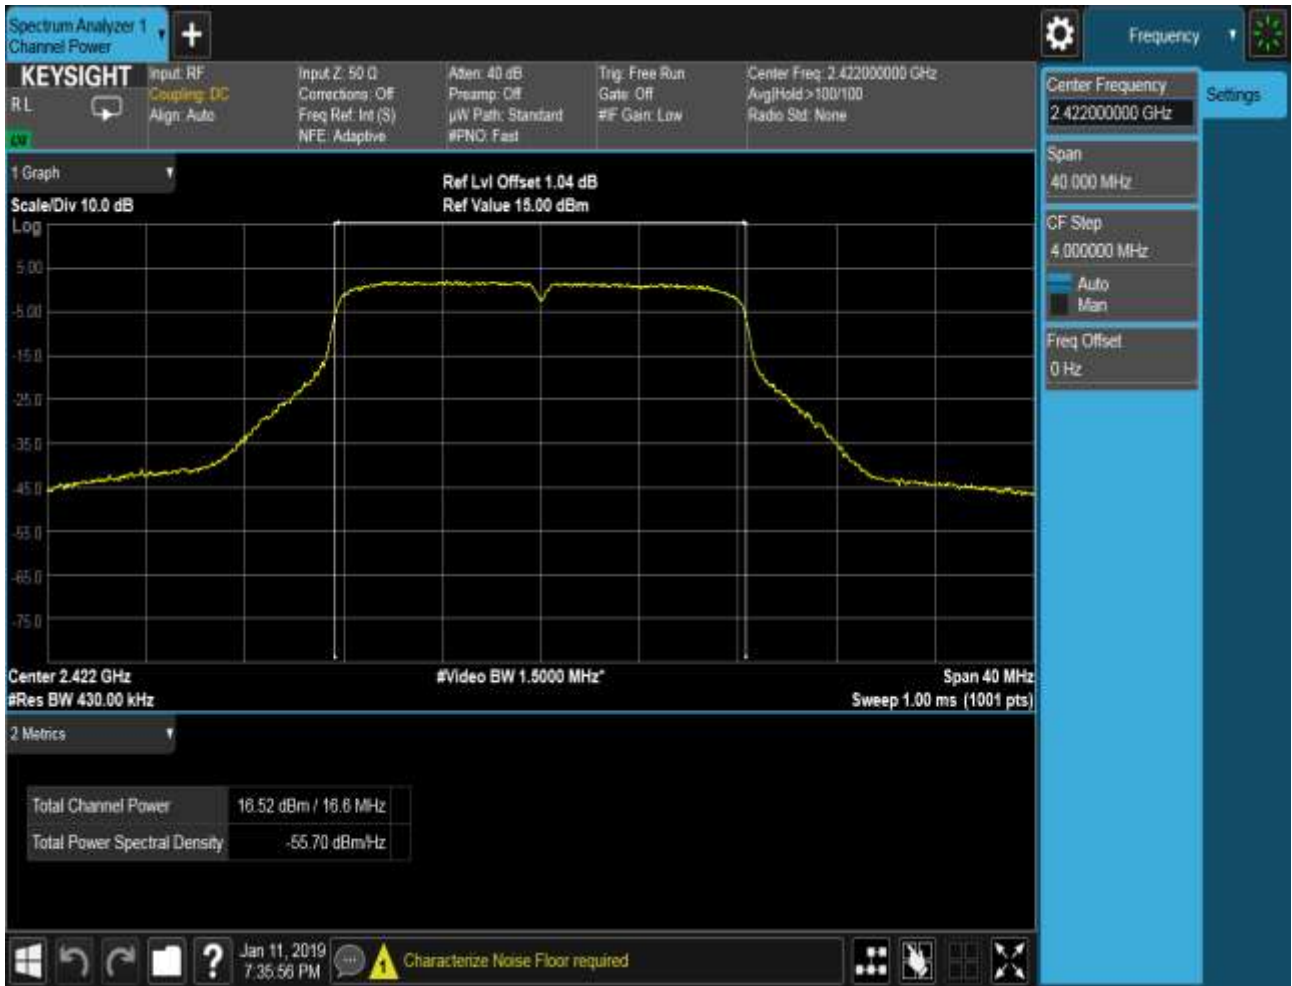 Spectrum Analyzer 1
Channel Power
Frequency
KEYSIGHT
R L
LXI
Input: RF
Coupling: DC
Align: Auto
Input Z: 50 Ω
Corrections: Off
Freq Ref: Int (S)
NFE: Adaptive
Atten: 40 dB
Preamp: Off
µW Path: Standard
#PNO: Fast
Trig: Free Run
Gate: Off
#IF Gain: Low
Center Freq: 2.422000000 GHz
Avg|Hold:>100/100
Radio Std: None
Center Frequency
2.422000000 GHz
Settings
Span
40.000 MHz
CF Step
4.000000 MHz
Auto
Man
Freq Offset
0 Hz
1 Graph
Scale/Div 10.0 dB
Ref Lvl Offset 1.04 dB
Ref Value 15.00 dBm
Log
5.00
-5.00
-15.0
-25.0
-35.0
-45.0
-55.0
-65.0
-75.0
Center 2.422 GHz
#Video BW 1.5000 MHz*
Span 40 MHz
#Res BW 430.00 kHz
Sweep 1.00 ms (1001 pts)
2 Metrics
Total Channel Power 16.52 dBm / 16.6 MHz
Total Power Spectral Density -55.70 dBm/Hz
?
Jan 11, 2019
7:35:56 PM
1
Characterize Noise Floor required